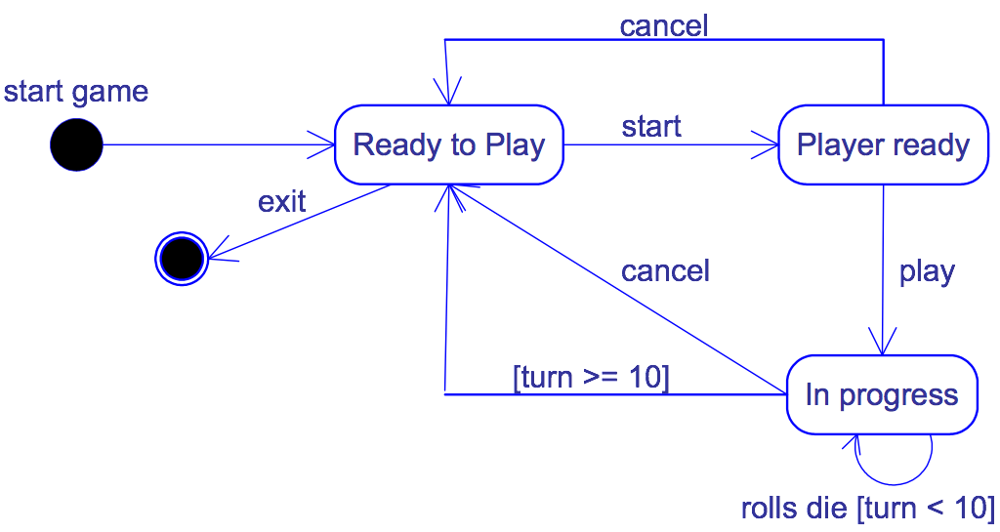 cancel
start game
Ready to Play
start
Player ready
exit
cancel
play
[turn >= 10]
In progress
rolls die [turn < 10]